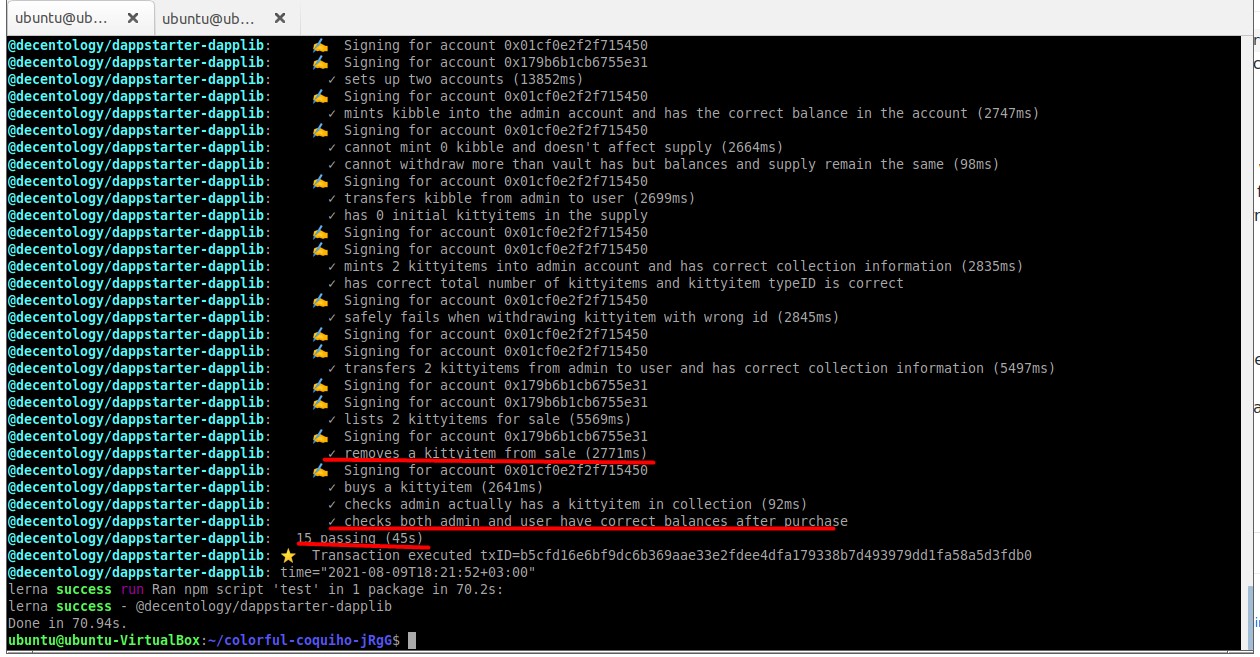 ubuntu@ub... × ubuntu@ub... ×
@decentology/dappstarter-dapplib: ✍ Signing for account 0x01cf0e2f2f715450
@decentology/dappstarter-dapplib: ✍ Signing for account 0x179b6b1cb6755e31
@decentology/dappstarter-dapplib: ✓ sets up two accounts (13852ms)
@decentology/dappstarter-dapplib: ✍ Signing for account 0x01cf0e2f2f715450
@decentology/dappstarter-dapplib: ✓ mints kibble into the admin account and has the correct balance in the account (2747ms)
@decentology/dappstarter-dapplib: ✍ Signing for account 0x01cf0e2f2f715450
@decentology/dappstarter-dapplib: ✓ cannot mint 0 kibble and doesn't affect supply (2664ms)
@decentology/dappstarter-dapplib: ✓ cannot withdraw more than vault has but balances and supply remain the same (98ms)
@decentology/dappstarter-dapplib: ✍ Signing for account 0x01cf0e2f2f715450
@decentology/dappstarter-dapplib: ✓ transfers kibble from admin to user (2699ms)
@decentology/dappstarter-dapplib: ✓ has 0 initial kittyitems in the supply
@decentology/dappstarter-dapplib: ✍ Signing for account 0x01cf0e2f2f715450
@decentology/dappstarter-dapplib: ✍ Signing for account 0x01cf0e2f2f715450
@decentology/dappstarter-dapplib: ✓ mints 2 kittyitems into admin account and has correct collection information (2835ms)
@decentology/dappstarter-dapplib: ✓ has correct total number of kittyitems and kittyitem typeID is correct
@decentology/dappstarter-dapplib: ✍ Signing for account 0x01cf0e2f2f715450
@decentology/dappstarter-dapplib: ✓ safely fails when withdrawing kittyitem with wrong id (2845ms)
@decentology/dappstarter-dapplib: ✍ Signing for account 0x01cf0e2f2f715450
@decentology/dappstarter-dapplib: ✍ Signing for account 0x01cf0e2f2f715450
@decentology/dappstarter-dapplib: ✓ transfers 2 kittyitems from admin to user and has correct collection information (5497ms)
@decentology/dappstarter-dapplib: ✍ Signing for account 0x179b6b1cb6755e31
@decentology/dappstarter-dapplib: ✍ Signing for account 0x179b6b1cb6755e31
@decentology/dappstarter-dapplib: ✓ lists 2 kittyitems for sale (5569ms)
@decentology/dappstarter-dapplib: ✍ Signing for account 0x179b6b1cb6755e31
@decentology/dappstarter-dapplib: ✓ removes a kittyitem from sale (2771ms)
@decentology/dappstarter-dapplib: ✍ Signing for account 0x01cf0e2f2f715450
@decentology/dappstarter-dapplib: ✓ buys a kittyitem (2641ms)
@decentology/dappstarter-dapplib: ✓ checks admin actually has a kittyitem in collection (92ms)
@decentology/dappstarter-dapplib: ✓ checks both admin and user have correct balances after purchase
@decentology/dappstarter-dapplib: 15 passing (45s)
@decentology/dappstarter-dapplib: ⭐ Transaction executed txID=b5cfd16e6bf9dc6b369aae33e2fdee4dfa179338b7d493979dd1fa58a5d3fdb0
@decentology/dappstarter-dapplib: time="2021-08-09T18:21:52+03:00"
lerna success run Ran npm script 'test' in 1 package in 70.2s:
lerna success - @decentology/dappstarter-dapplib
Done in 70.94s.
ubuntu@ubuntu-VirtualBox:~/colorful-coquiho-jRgG$